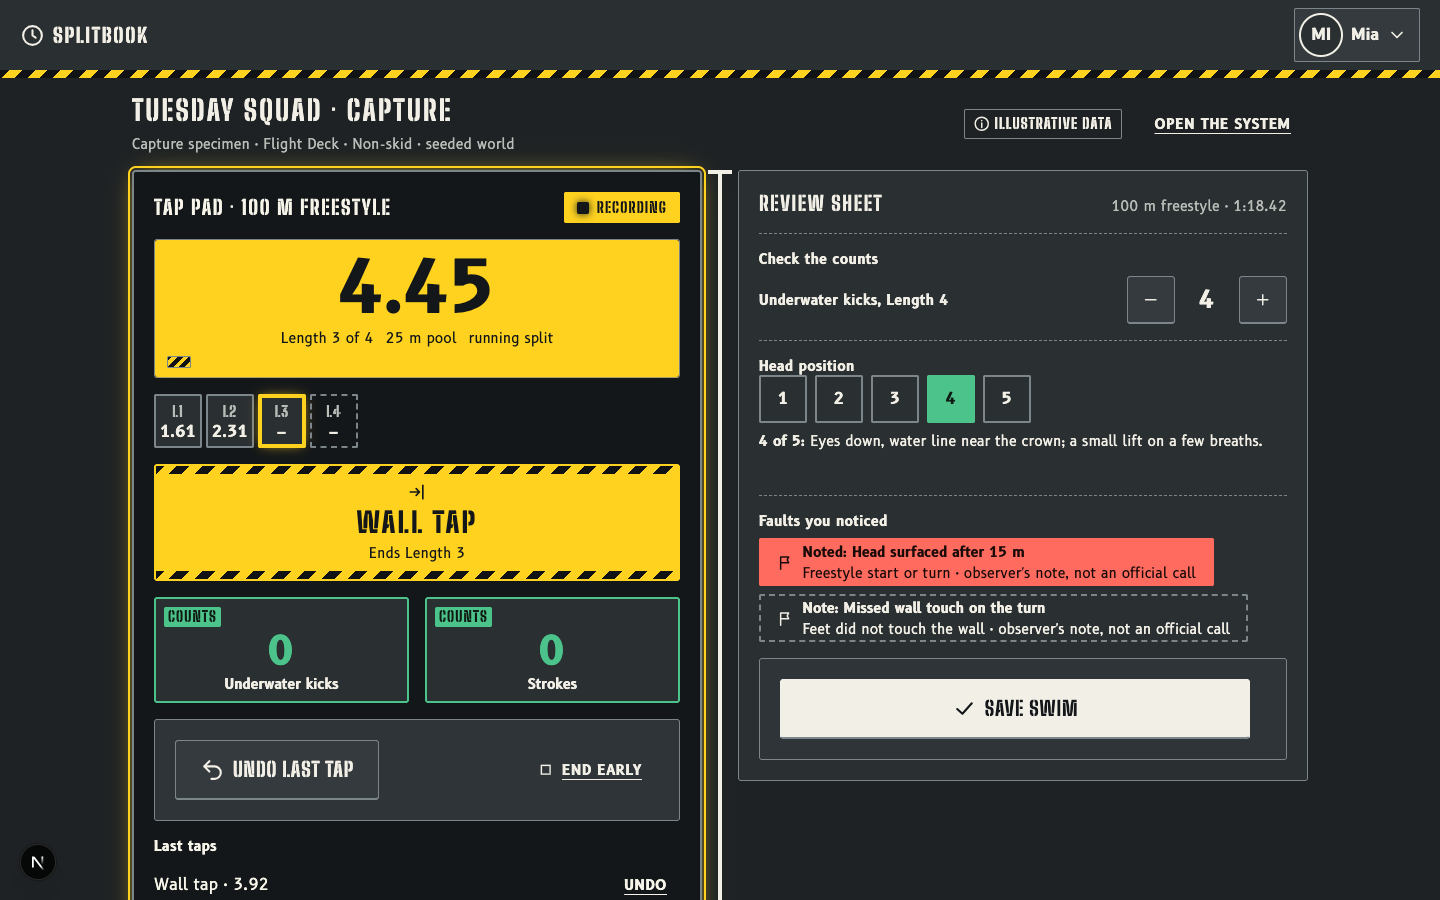 SPLITBOOK
MI Mia
TUESDAY SQUAD · CAPTURE
Capture specimen · Flight Deck · Non-skid · seeded world
ILLUSTRATIVE DATA
OPEN THE SYSTEM
TAP PAD · 100 M FREESTYLE
RECORDING
4.45
Length 3 of 4 25 m pool running split
L1 L2 L3 L4
1.61 2.31 – –
WALL TAP
Ends Length 3
COUNTS
0
Underwater kicks
COUNTS
0
Strokes
UNDO LAST TAP
END EARLY
Last taps
Wall tap · 3.92
UNDO
REVIEW SHEET
100 m freestyle · 1:18.42
Check the counts
Underwater kicks, Length 4
− 4 +
Head position
1 2 3 4 5
4 of 5: Eyes down, water line near the crown; a small lift on a few breaths.
Faults you noticed
Noted: Head surfaced after 15 m
Freestyle start or turn · observer's note, not an official call
Note: Missed wall touch on the turn
Feet did not touch the wall · observer's note, not an official call
SAVE SWIM
N